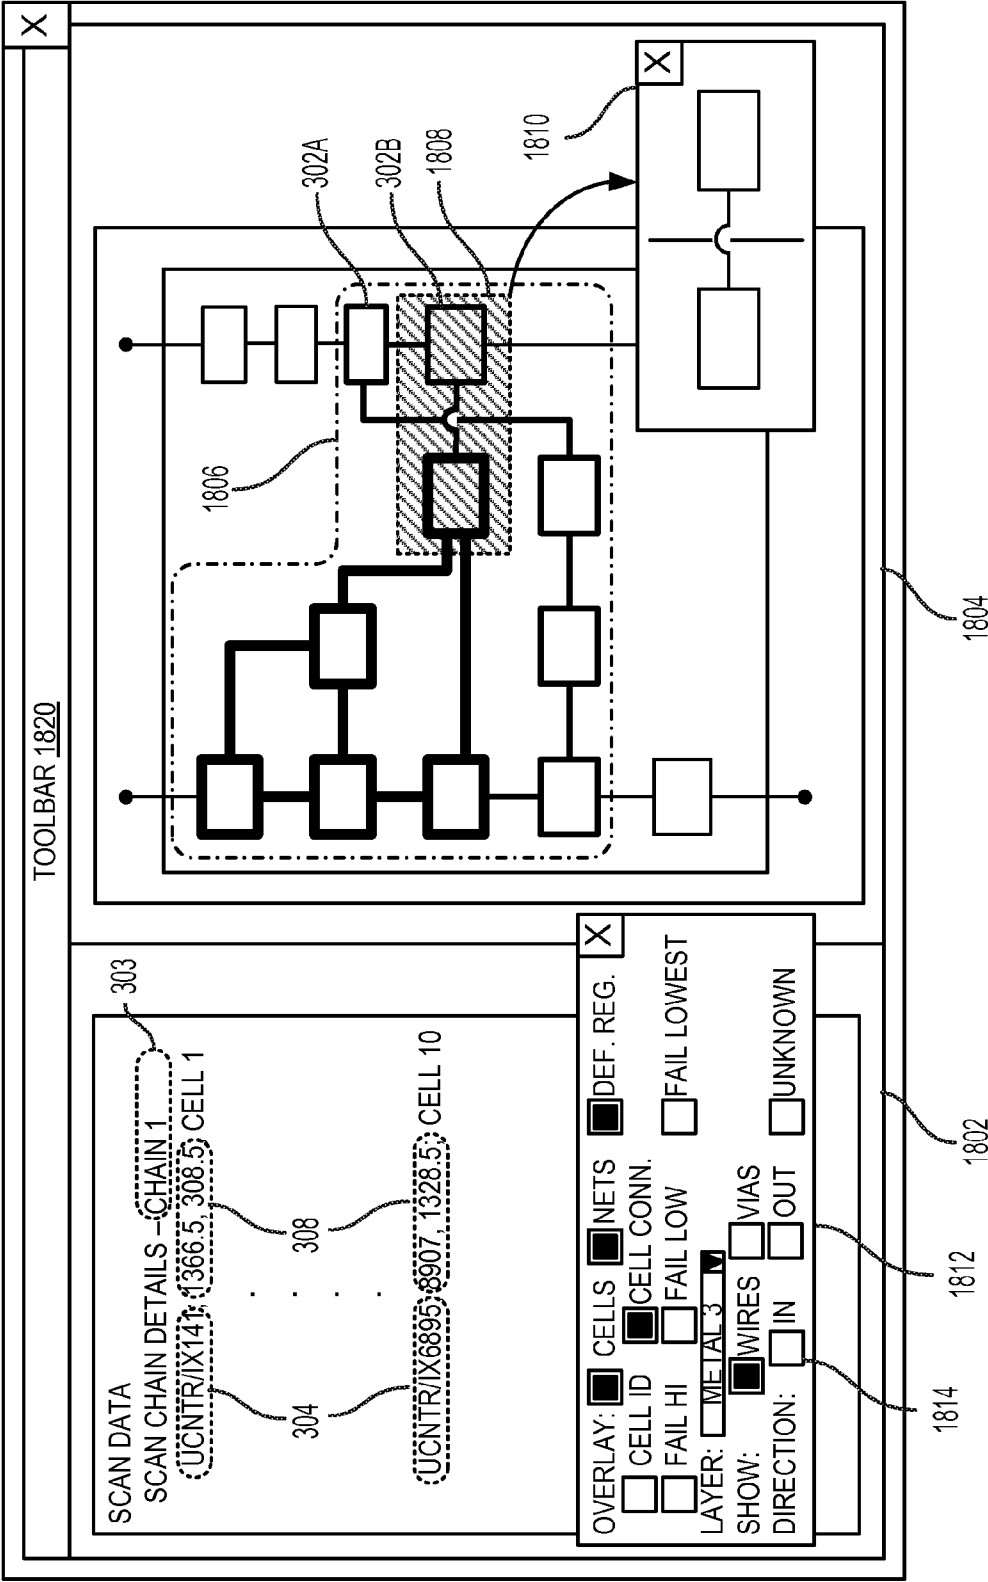 TOOLBAR 1820
X
SCAN DATA
SCAN CHAIN DETAILS – CHAIN 1
303
UCNTR/IX141, 1366.5, 308.5; CELL 1
304
308
. . . .
UCNTR/IX6895, 8907, 1328.5; CELL 10
X
OVERLAY: CELLS NETS DEF. REG.
CELL ID CELL CONN.
FAIL HI FAIL LOW FAIL LOWEST
LAYER: METAL 3
SHOW: WIRES VIAS
DIRECTION: IN OUT UNKNOWN
1814
1812
1802
1806
302A
302B
1808
1810
X
1804